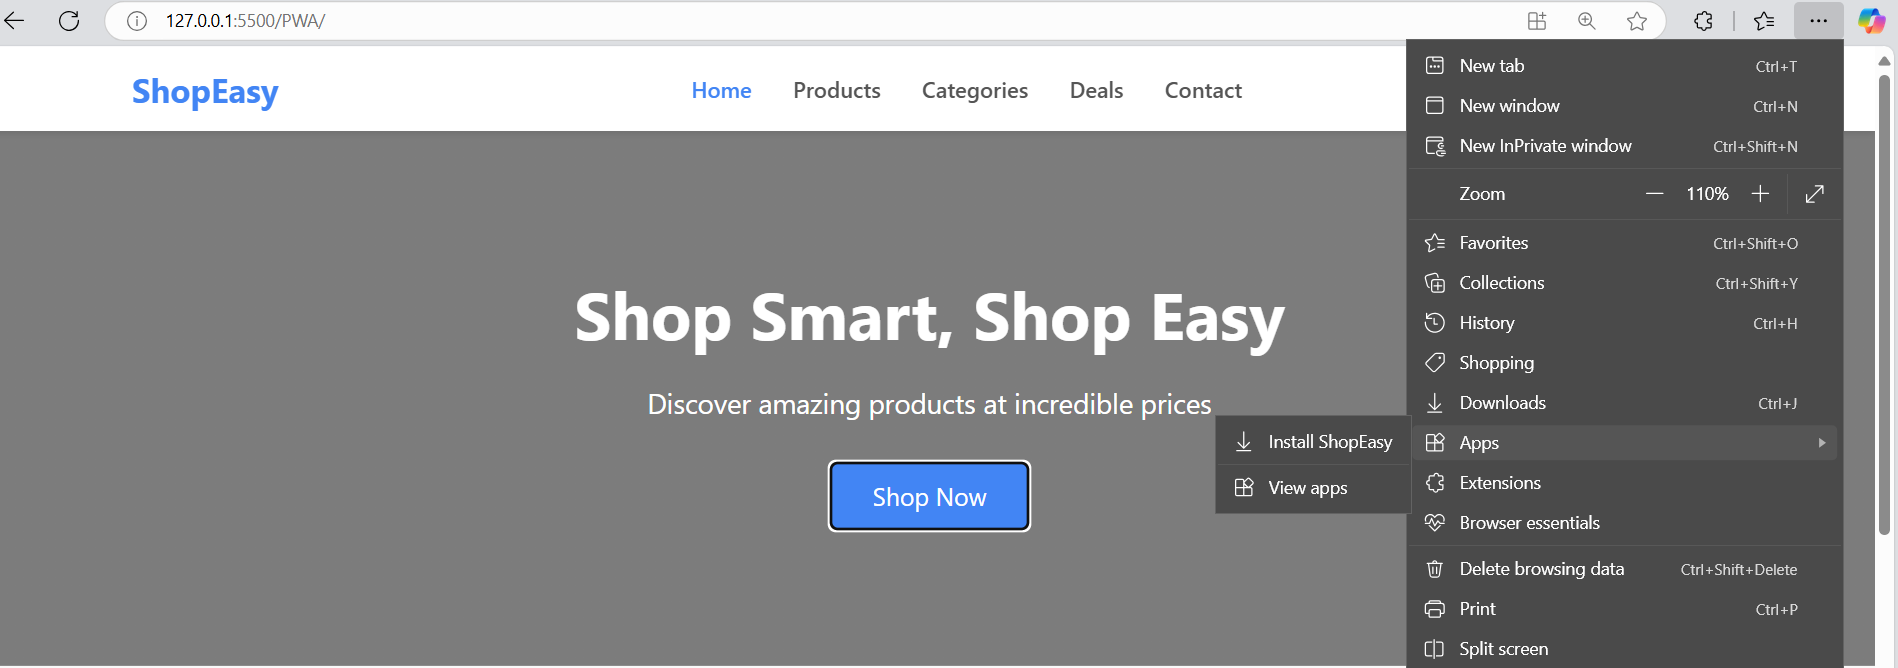 127.0.0.1:5500/PWA/
ShopEasy
Home Products Categories Deals Contact
Shop Smart, Shop Easy
Discover amazing products at incredible prices
Shop Now
New tab Ctrl+T
New window Ctrl+N
New InPrivate window Ctrl+Shift+N
Zoom 110%
Favorites Ctrl+Shift+O
Collections Ctrl+Shift+Y
History Ctrl+H
Shopping
Downloads Ctrl+J
Apps
Install ShopEasy
View apps
Extensions
Browser essentials
Delete browsing data Ctrl+Shift+Delete
Print Ctrl+P
Split screen